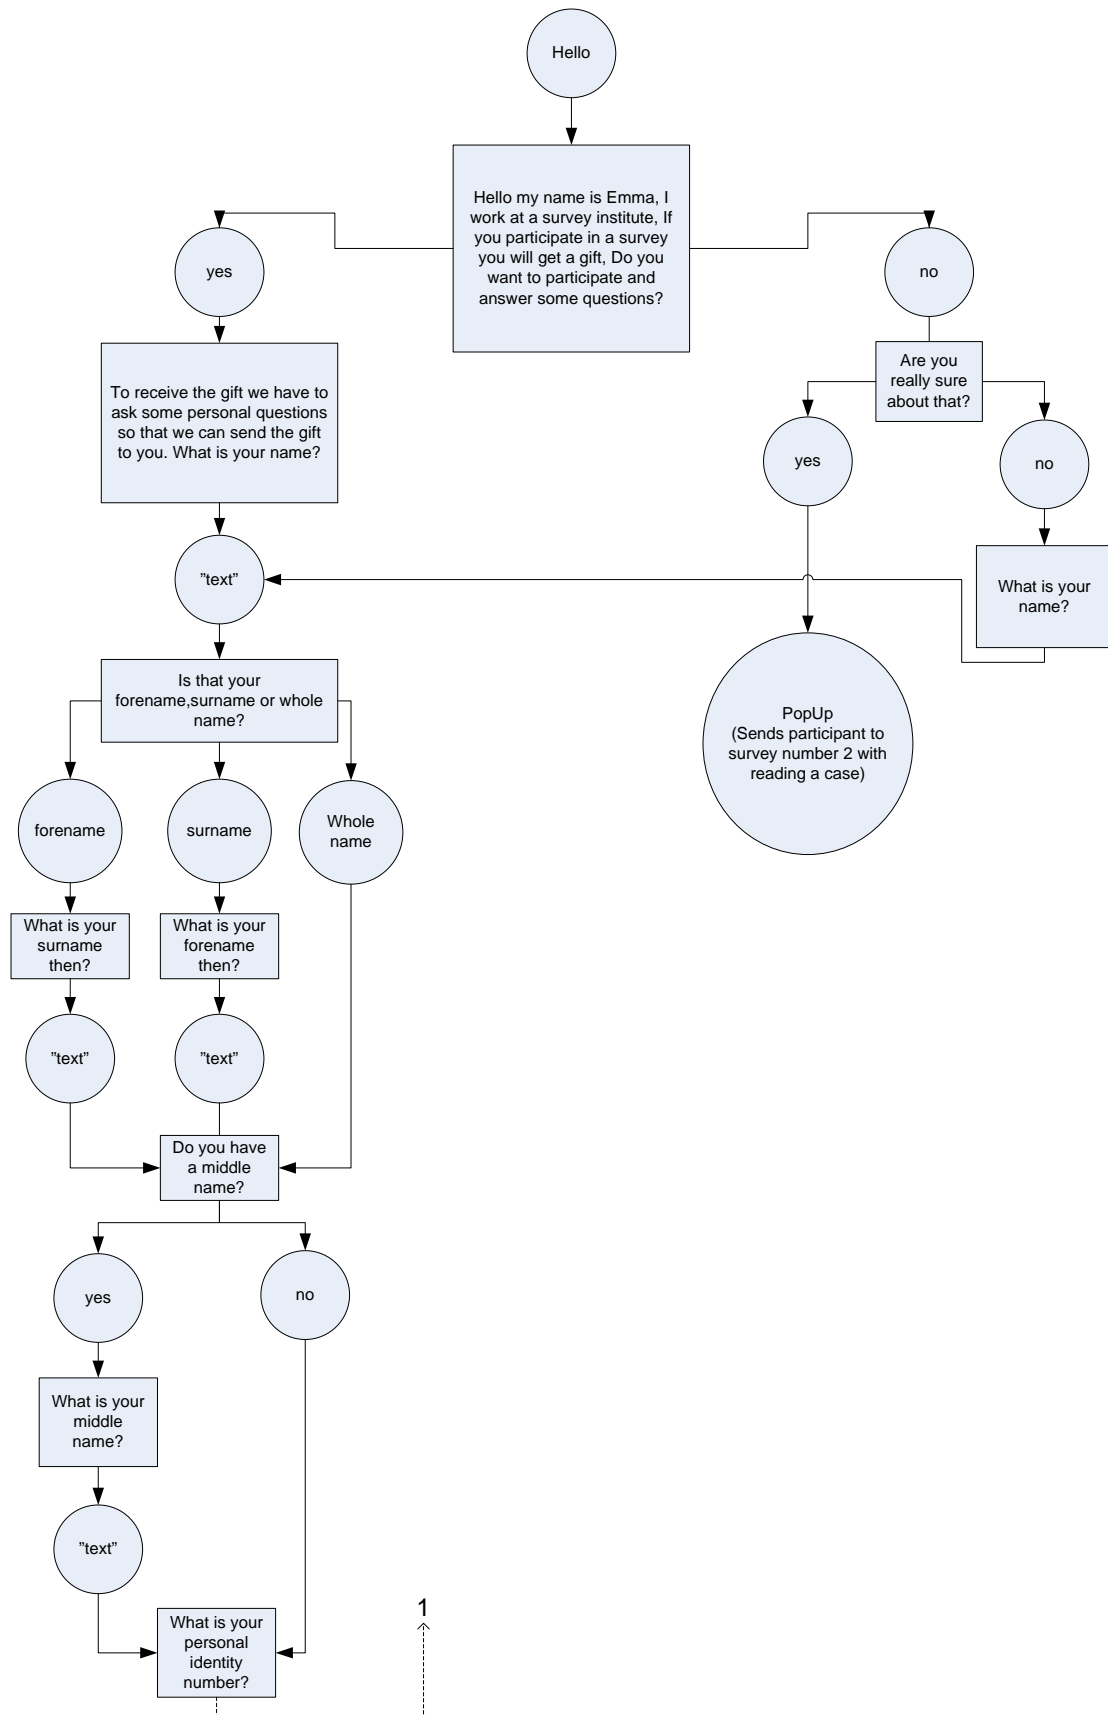 Hello
Hello my name is Emma, I
work at a survey institute, If
you participate in a survey
you will get a gift, Do you
want to participate and
answer some questions?
yes
no
To receive the gift we have to
ask some personal questions
so that we can send the gift
to you. What is your name?
Are you
really sure
about that?
yes
no
”text”
What is your
name?
Is that your
forename,surname or whole
name?
PopUp
(Sends participant to
survey number 2 with
reading a case)
forename
surname
Whole
name
What is your
surname
then?
What is your
forename
then?
”text”
”text”
Do you have
a middle
name?
yes
no
What is your
middle
name?
”text”
What is your
personal
identity
number?
1